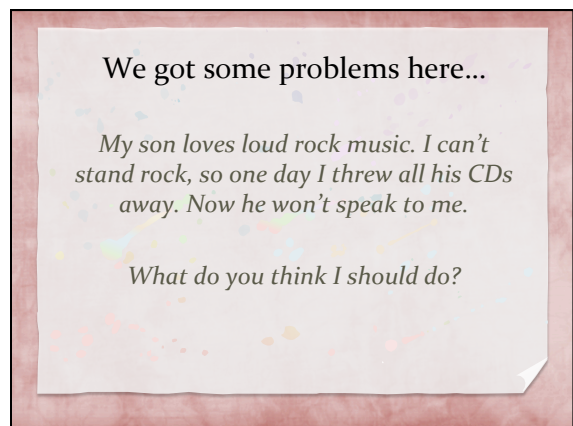 We got some problems here...
My son loves loud rock music. I can’t
stand rock, so one day I threw all his CDs
away. Now he won’t speak to me.
What do you think I should do?